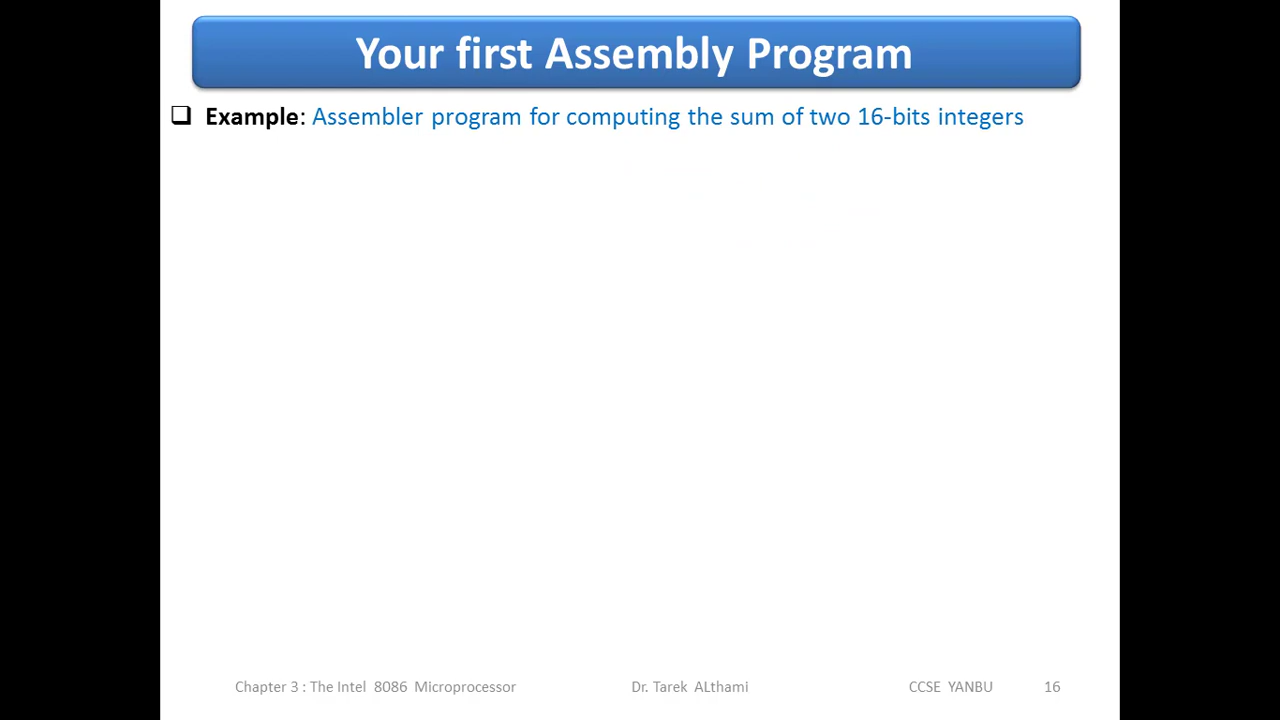 Your first Assembly Program
Example: Assembler program for computing the sum of two 16-bits integers
Chapter 3 : The Intel 8086 Microprocessor
Dr. Tarek ALthami
CCSE YANBU
16